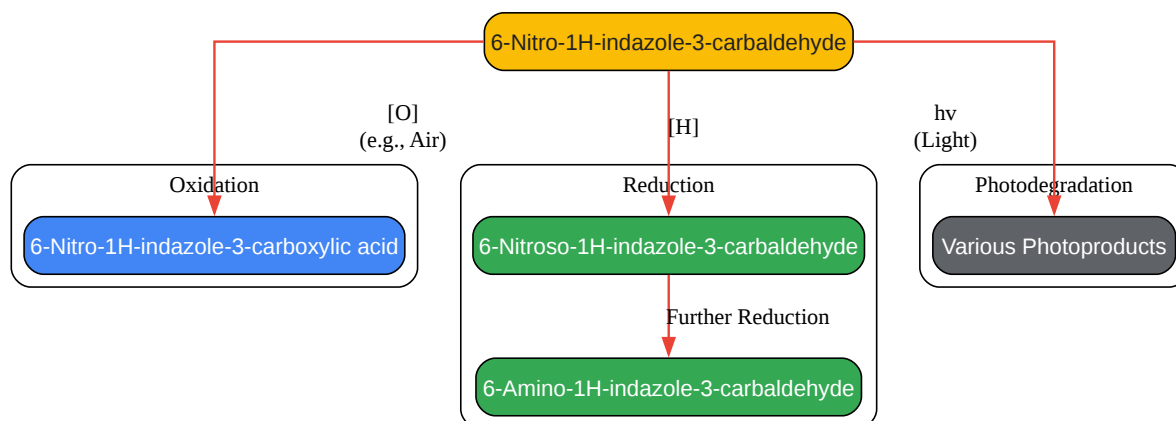 6-Nitro-1H-indazole-3-carbaldehyde
[O]
(e.g., Air)
[H]
hv
(Light)
Oxidation
Reduction
Photodegradation
6-Nitro-1H-indazole-3-carboxylic acid
6-Nitroso-1H-indazole-3-carbaldehyde
Various Photoproducts
Further Reduction
6-Amino-1H-indazole-3-carbaldehyde